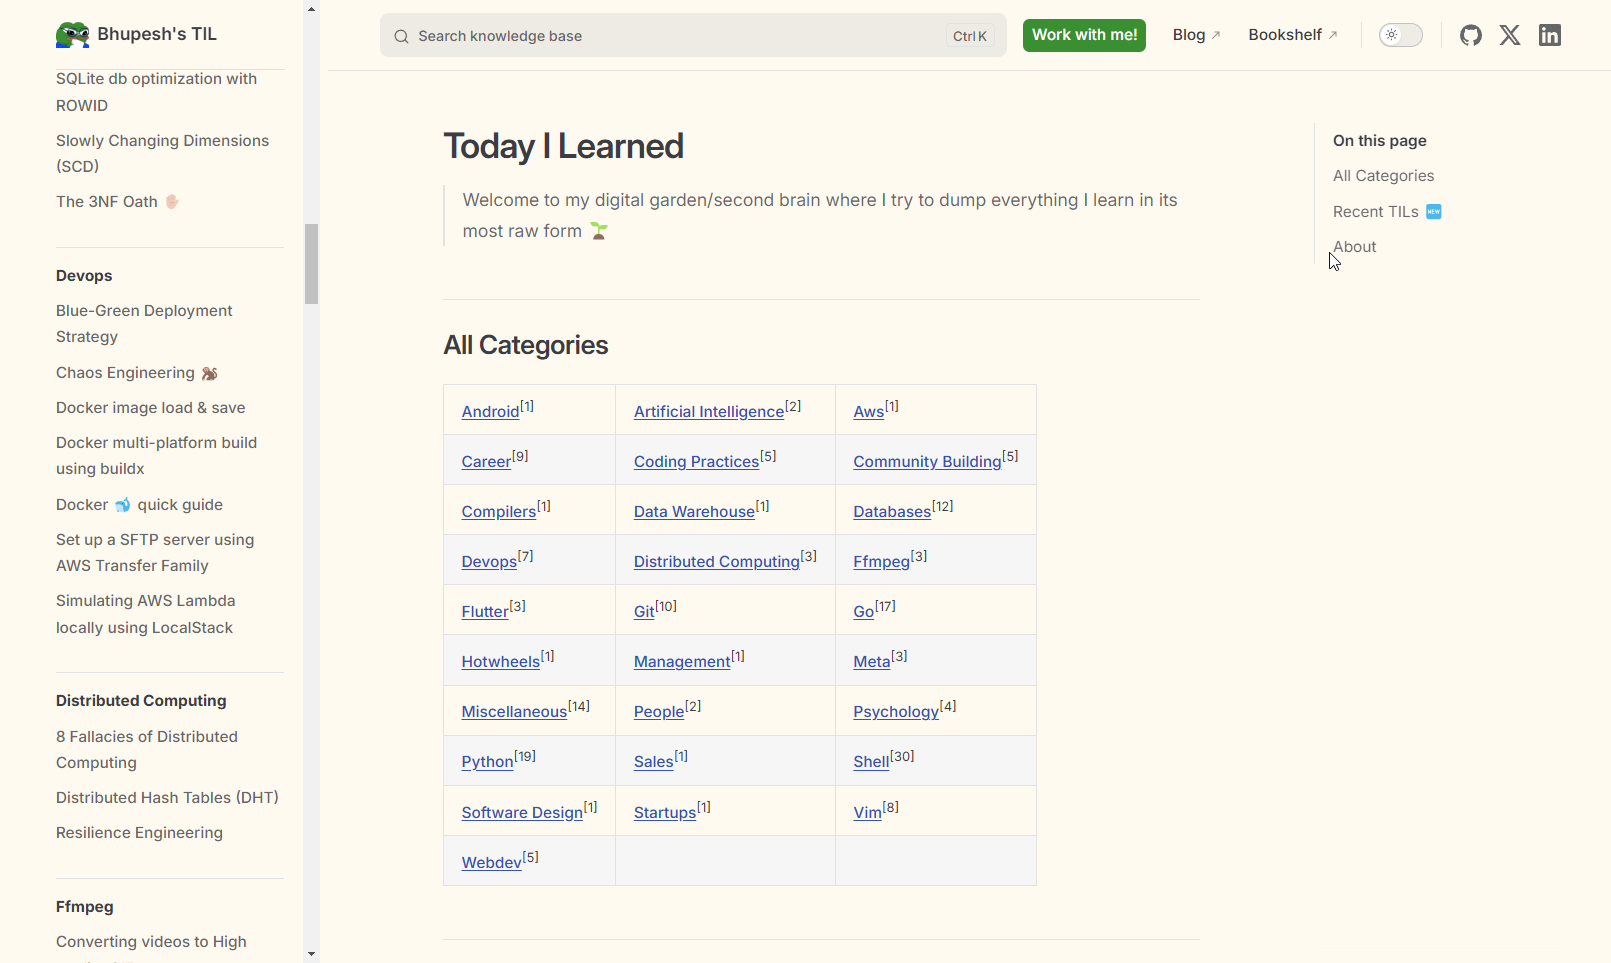 Bhupesh's TIL
SQLite db optimization with
ROWID
Slowly Changing Dimensions
(SCD)
The 3NF Oath ✋🏻
Devops
Blue-Green Deployment
Strategy
Chaos Engineering 🐒
Docker image load & save
Docker multi-platform build
using buildx
Docker 🐳 quick guide
Set up a SFTP server using
AWS Transfer Family
Simulating AWS Lambda
locally using LocalStack
Distributed Computing
8 Fallacies of Distributed
Computing
Distributed Hash Tables (DHT)
Resilience Engineering
Ffmpeg
Converting videos to High
Search knowledge base Ctrl K
Work with me! Blog ↗ Bookshelf ↗
Today I Learned
Welcome to my digital garden/second brain where I try to dump everything I learn in its
most raw form 🌱
All Categories
Android[1] Artificial Intelligence[2] Aws[1]
Career[9] Coding Practices[5] Community Building[5]
Compilers[1] Data Warehouse[1] Databases[12]
Devops[7] Distributed Computing[3] Ffmpeg[3]
Flutter[3] Git[10] Go[17]
Hotwheels[1] Management[1] Meta[3]
Miscellaneous[14] People[2] Psychology[4]
Python[19] Sales[1] Shell[30]
Software Design[1] Startups[1] Vim[8]
Webdev[5]
On this page
All Categories
Recent TILs 🆕
About